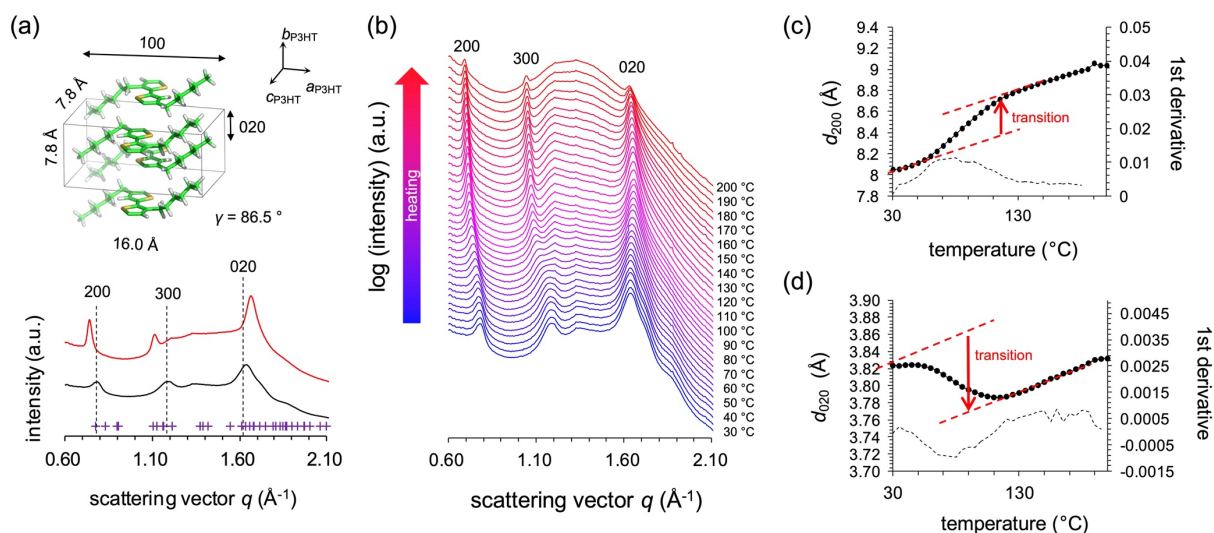 (a)
100
b P3HT
a P3HT
c P3HT
7.8 Å
7.8 Å
020
γ = 86.5 °
16.0 Å
200
300
020
intensity (a.u.)
0.60
1.10
1.60
2.10
scattering vector q (Å-1)
(b)
200
300
020
log (intensity) (a.u.)
heating
200 °C
190 °C
180 °C
170 °C
160 °C
150 °C
140 °C
130 °C
120 °C
110 °C
100 °C
90 °C
80 °C
70 °C
60 °C
50 °C
40 °C
30 °C
0.60
1.10
1.60
2.10
scattering vector q (Å-1)
(c)
9.4
9.2
9
8.8
8.6
8.4
8.2
8
7.8
d200 (Å)
transition
0.05
0.04
0.03
0.02
0.01
0
1st derivative
30
130
temperature (°C)
(d)
3.90
3.88
3.86
3.84
3.82
3.80
3.78
3.76
3.74
3.72
3.70
d020 (Å)
transition
0.0045
0.0035
0.0025
0.0015
0.0005
-0.0005
-0.0015
1st derivative
30
130
temperature (°C)